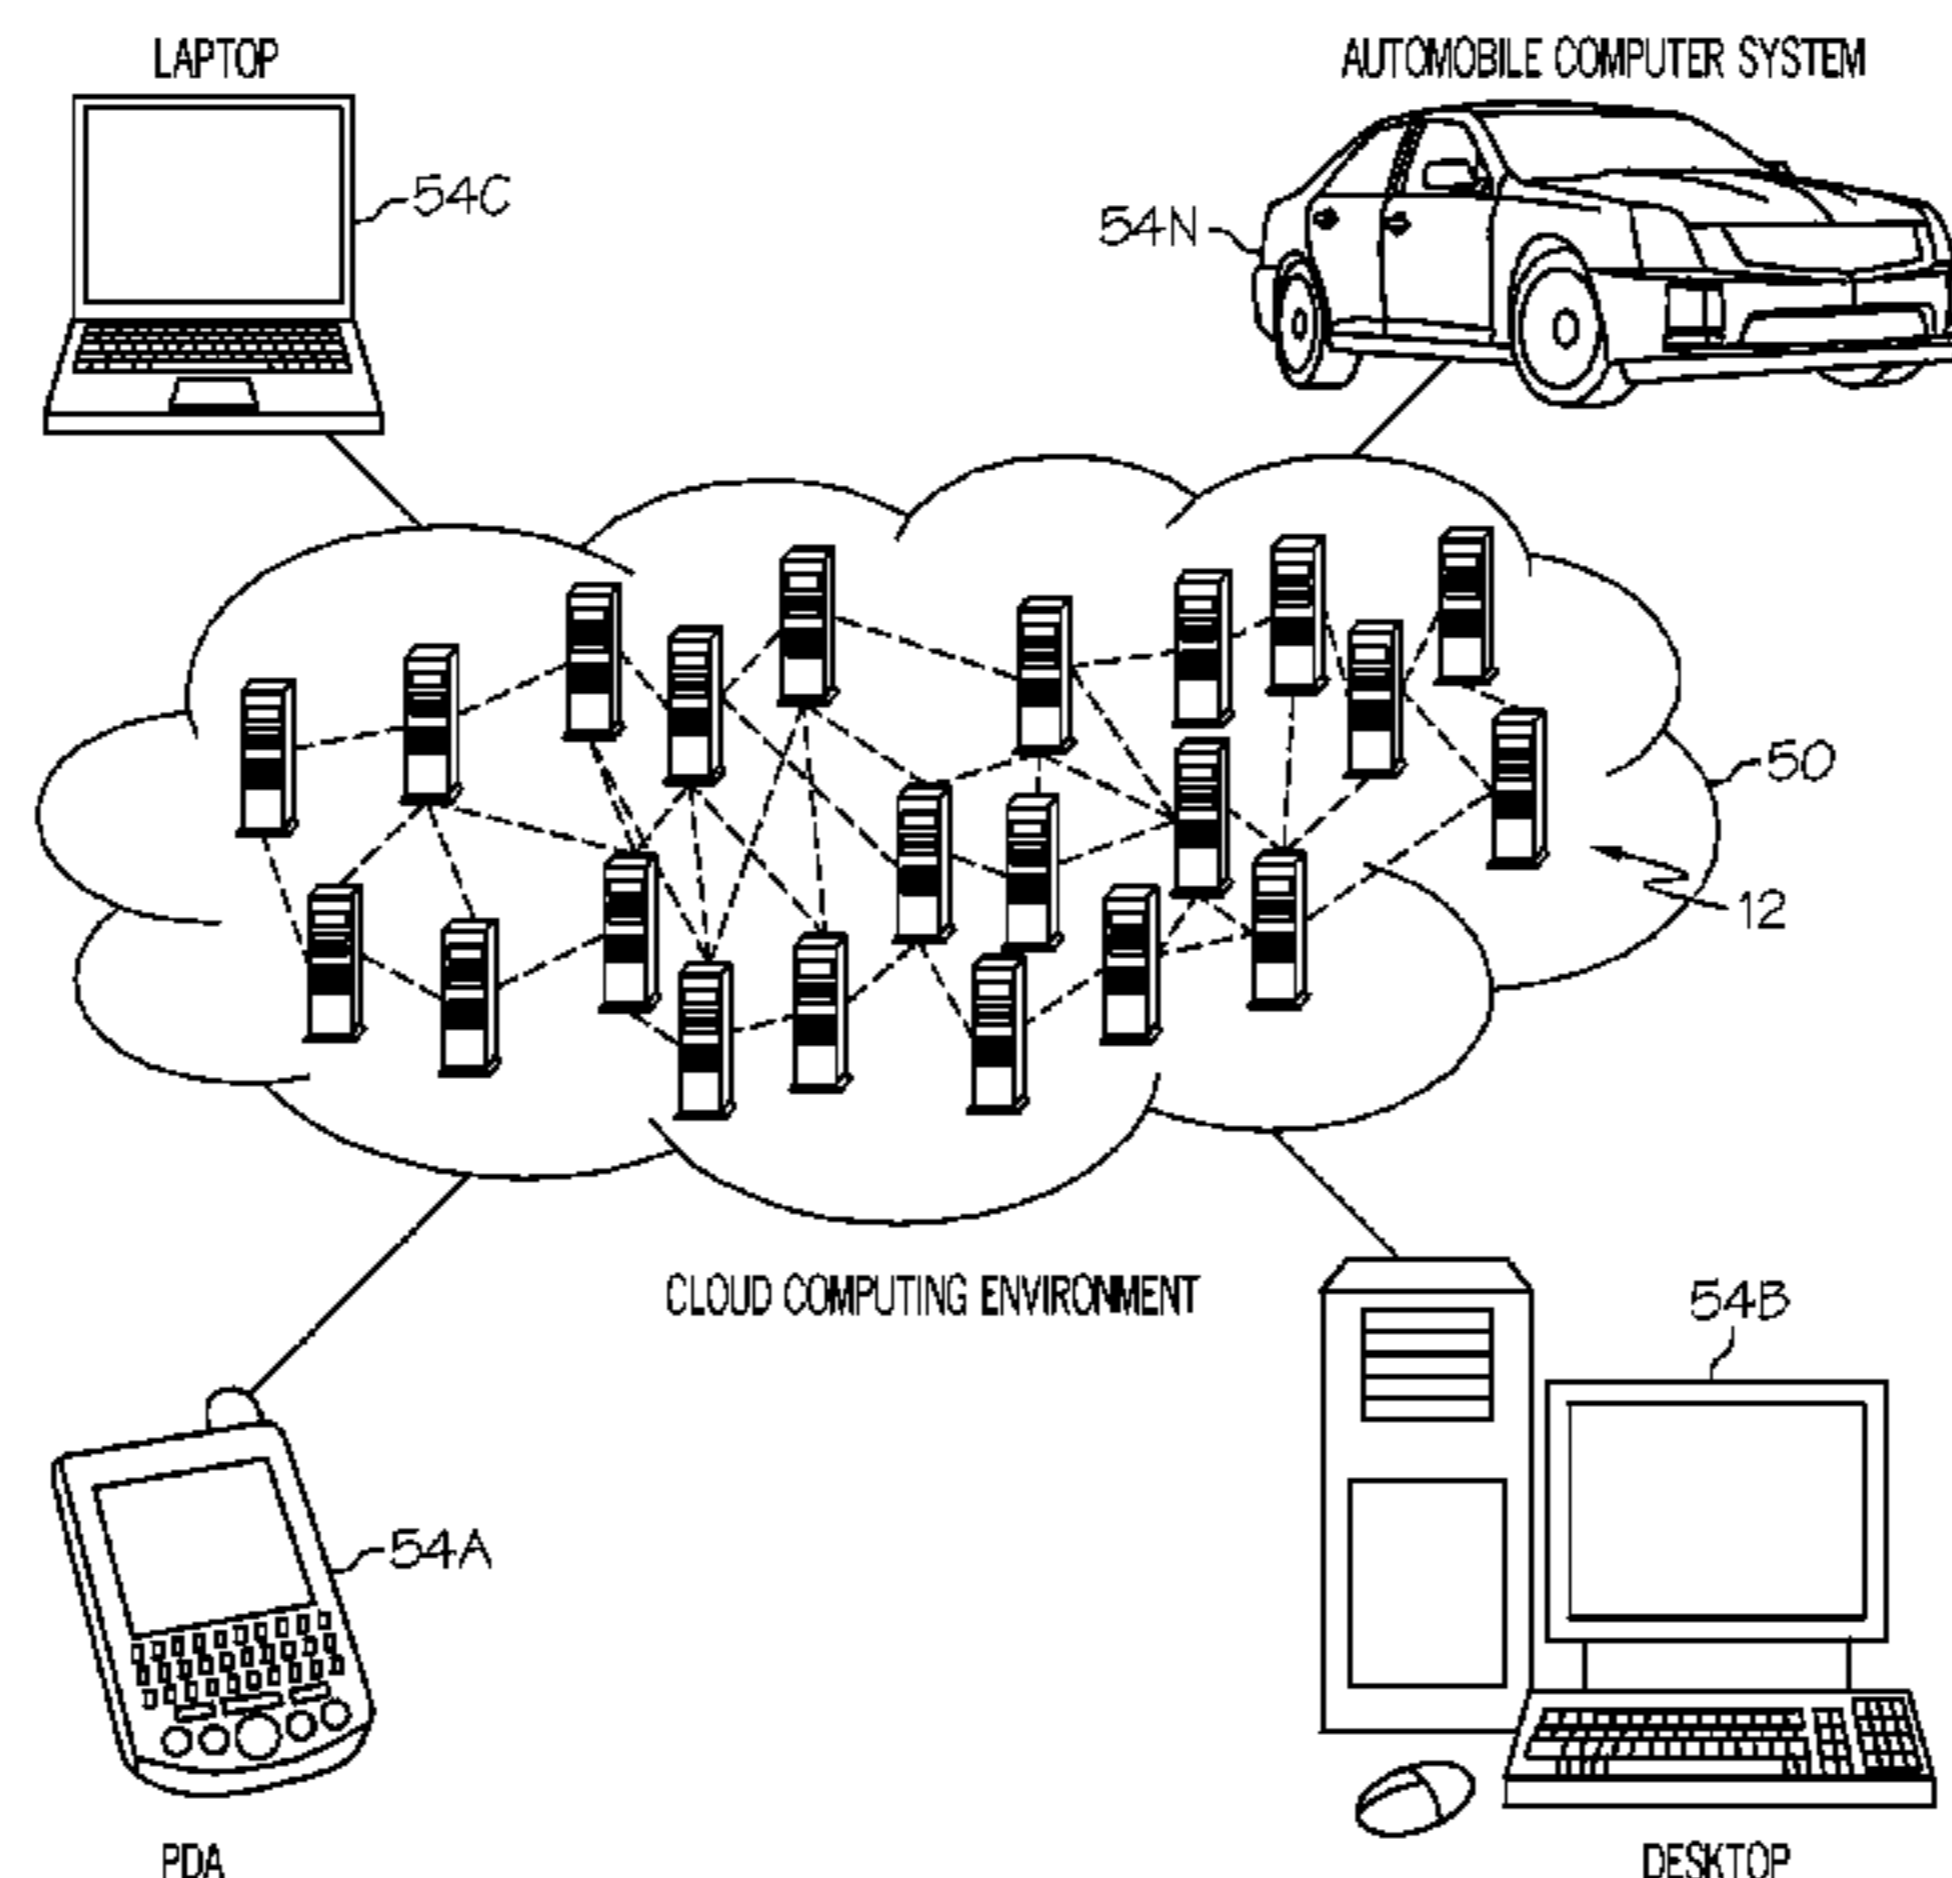 LAPTOP
AUTOMOBILE COMPUTER SYSTEM
54C
54N
50
12
CLOUD COMPUTING ENVIRONMENT
54B
54A
PDA
DESKTOP